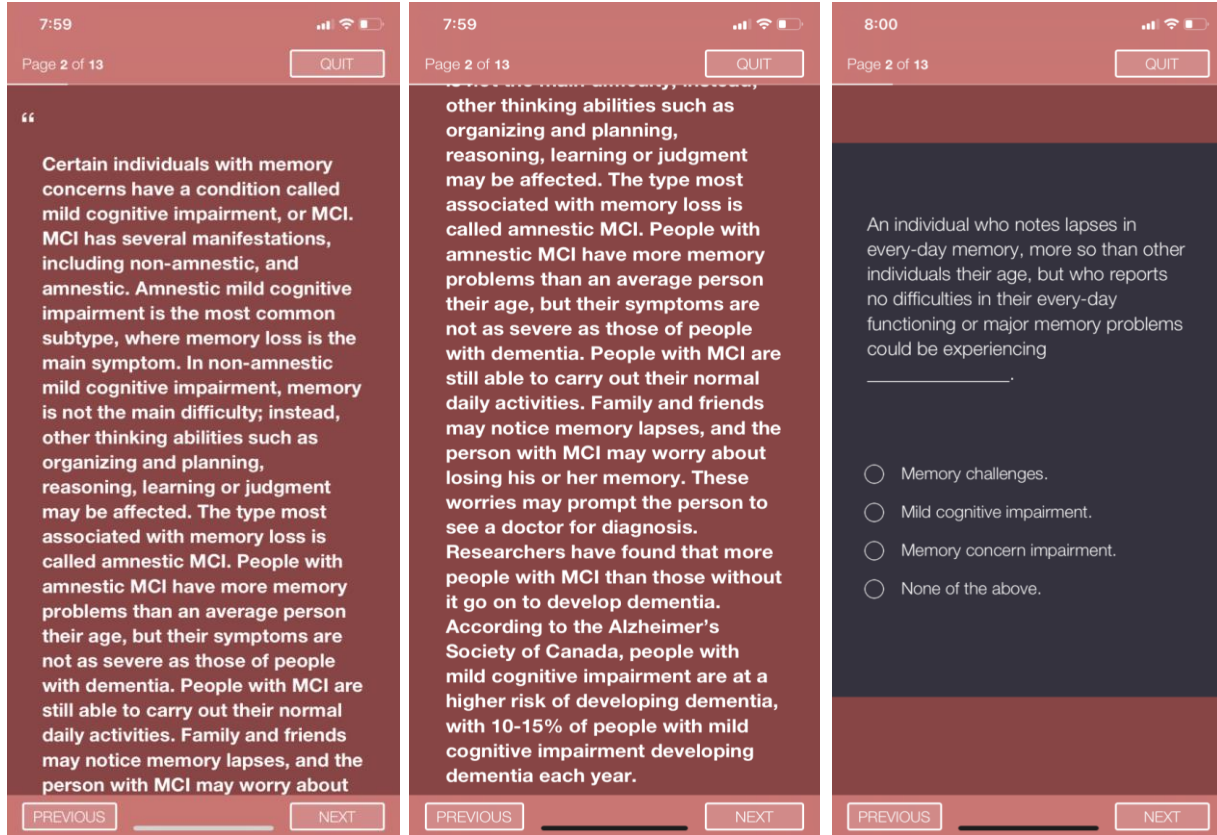 7:59
Page 2 of 13
QUIT
“
Certain individuals with memory
concerns have a condition called
mild cognitive impairment, or MCI.
MCI has several manifestations,
including non-amnestic, and
amnestic. Amnestic mild cognitive
impairment is the most common
subtype, where memory loss is the
main symptom. In non-amnestic
mild cognitive impairment, memory
is not the main difficulty; instead,
other thinking abilities such as
organizing and planning,
reasoning, learning or judgment
may be affected. The type most
associated with memory loss is
called amnestic MCI. People with
amnestic MCI have more memory
problems than an average person
their age, but their symptoms are
not as severe as those of people
with dementia. People with MCI are
still able to carry out their normal
daily activities. Family and friends
may notice memory lapses, and the
person with MCI may worry about
PREVIOUS
NEXT
7:59
Page 2 of 13
QUIT
is not the main difficulty; instead,
other thinking abilities such as
organizing and planning,
reasoning, learning or judgment
may be affected. The type most
associated with memory loss is
called amnestic MCI. People with
amnestic MCI have more memory
problems than an average person
their age, but their symptoms are
not as severe as those of people
with dementia. People with MCI are
still able to carry out their normal
daily activities. Family and friends
may notice memory lapses, and the
person with MCI may worry about
losing his or her memory. These
worries may prompt the person to
see a doctor for diagnosis.
Researchers have found that more
people with MCI than those without
it go on to develop dementia.
According to the Alzheimer’s
Society of Canada, people with
mild cognitive impairment are at a
higher risk of developing dementia,
with 10-15% of people with mild
cognitive impairment developing
dementia each year.
PREVIOUS
NEXT
8:00
Page 2 of 13
QUIT
An individual who notes lapses in
every-day memory, more so than other
individuals their age, but who reports
no difficulties in their every-day
functioning or major memory problems
could be experiencing
_______________.
Memory challenges.
Mild cognitive impairment.
Memory concern impairment.
None of the above.
PREVIOUS
NEXT